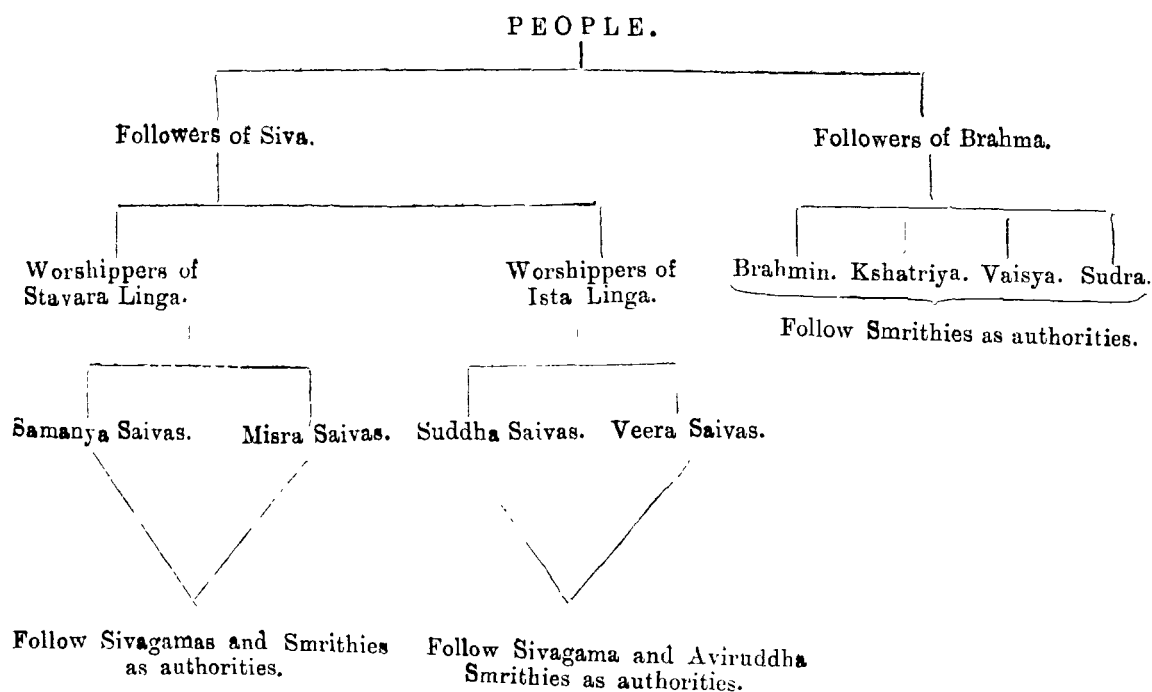 PEOPLE.
Followers of Siva.
Followers of Brahma.
Worshippers of
Stavara Linga.
Worshippers of
Ista Linga.
Brahmin. Kshatriya. Vaisya. Sudra.
Follow Smrithies as authorities.
Samanya Saivas. Misra Saivas. Suddha Saivas. Veera Saivas.
Follow Sivagamas and Smrithies
as authorities.
Follow Sivagama and Aviruddha
Smrithies as authorities.